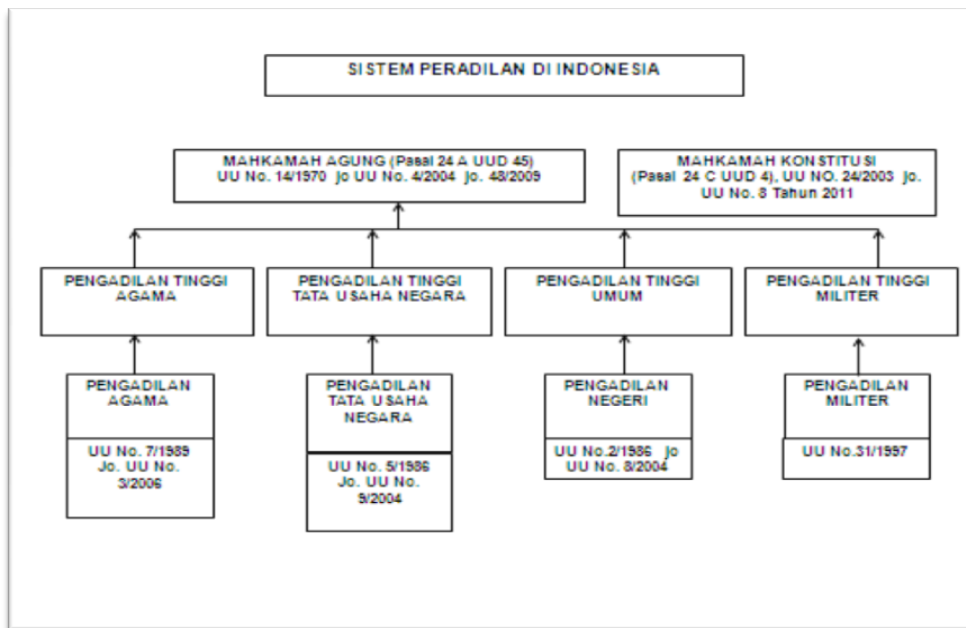 SISTEM PERADILAN DI INDONESIA
MAHKAMAH AGUNG (Pasal 24 A UUD 45)
UU No. 14/1970 jo UU No. 4/2004 jo. 48/2009
MAHKAMAH KONSTITUSI
(Pasal 24 C UUD 4), UU NO. 24/2003 jo.
UU No. 8 Tahun 2011
PENGADILAN TINGGI
AGAMA
PENGADILAN TINGGI
TATA USAHA NEGARA
PENGADILAN TINGGI
UMUM
PENGADILAN TINGGI
MILITER
PENGADILAN
AGAMA
UU No. 7/1989
Jo. UU No.
3/2006
PENGADILAN
TATA USAHA
NEGARA
UU No. 5/1986
Jo. UU No.
9/2004
PENGADILAN
NEGERI
UU No.2/1986 jo
UU No. 8/2004
PENGADILAN
MILITER
UU No.31/1997